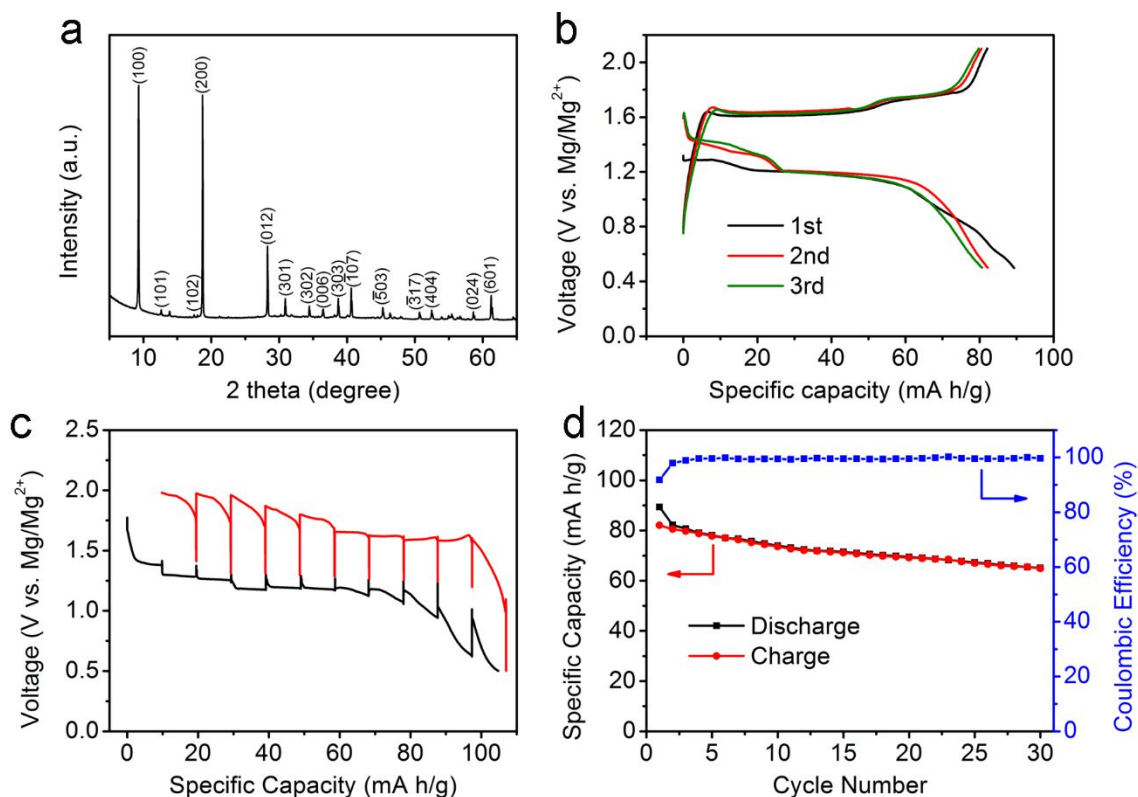 a
Intensity (a.u.)
(100)
(101)
(102)
(200)
(012)
(301)
(302)
(006)
(303)
(1̅07)
(5̅03)
(3̅17)
(404)
(024)
(601)
10 20 30 40 50 60
2 theta (degree)
b
Voltage (V vs. Mg/Mg²⁺)
2.0
1.6
1.2
0.8
0.4
1st
2nd
3rd
0 20 40 60 80 100
Specific capacity (mA h/g)
c
Voltage (V vs. Mg/Mg²⁺)
2.5
2.0
1.5
1.0
0.5
0.0
0 20 40 60 80 100
Specific Capacity (mA h/g)
d
Specific Capacity (mA h/g)
120
100
80
60
40
20
0
Discharge
Charge
100
80
60
40
20
0
Coulombic Efficiency (%)
0 5 10 15 20 25 30
Cycle Number